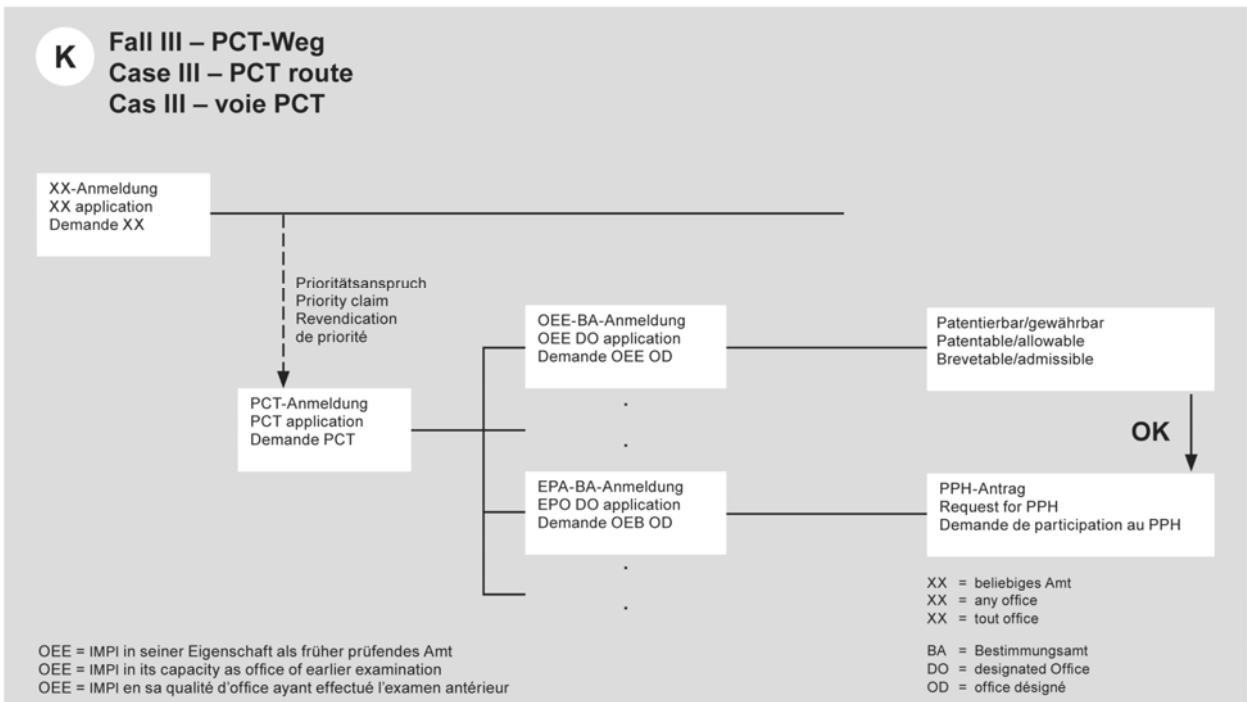 K
Fall III – PCT-Weg
Case III – PCT route
Cas III – voie PCT
XX-Anmeldung
XX application
Demande XX
Prioritätsanspruch
Priority claim
Revendication
de priorité
PCT-Anmeldung
PCT application
Demande PCT
OEE-BA-Anmeldung
OEE DO application
Demande OEE OD
Patentierbar/gewährbar
Patentable/allowable
Brevetable/admissible
OK
EPA-BA-Anmeldung
EPO DO application
Demande OEB OD
PPH-Antrag
Request for PPH
Demande de participation au PPH
XX = beliebiges Amt
XX = any office
XX = tout office
BA = Bestimmungsamt
DO = designated Office
OD = office désigné
OEE = IMPI in seiner Eigenschaft als früher prüfendes Amt
OEE = IMPI in its capacity as office of earlier examination
OEE = IMPI en sa qualité d'office ayant effectué l'examen antérieur